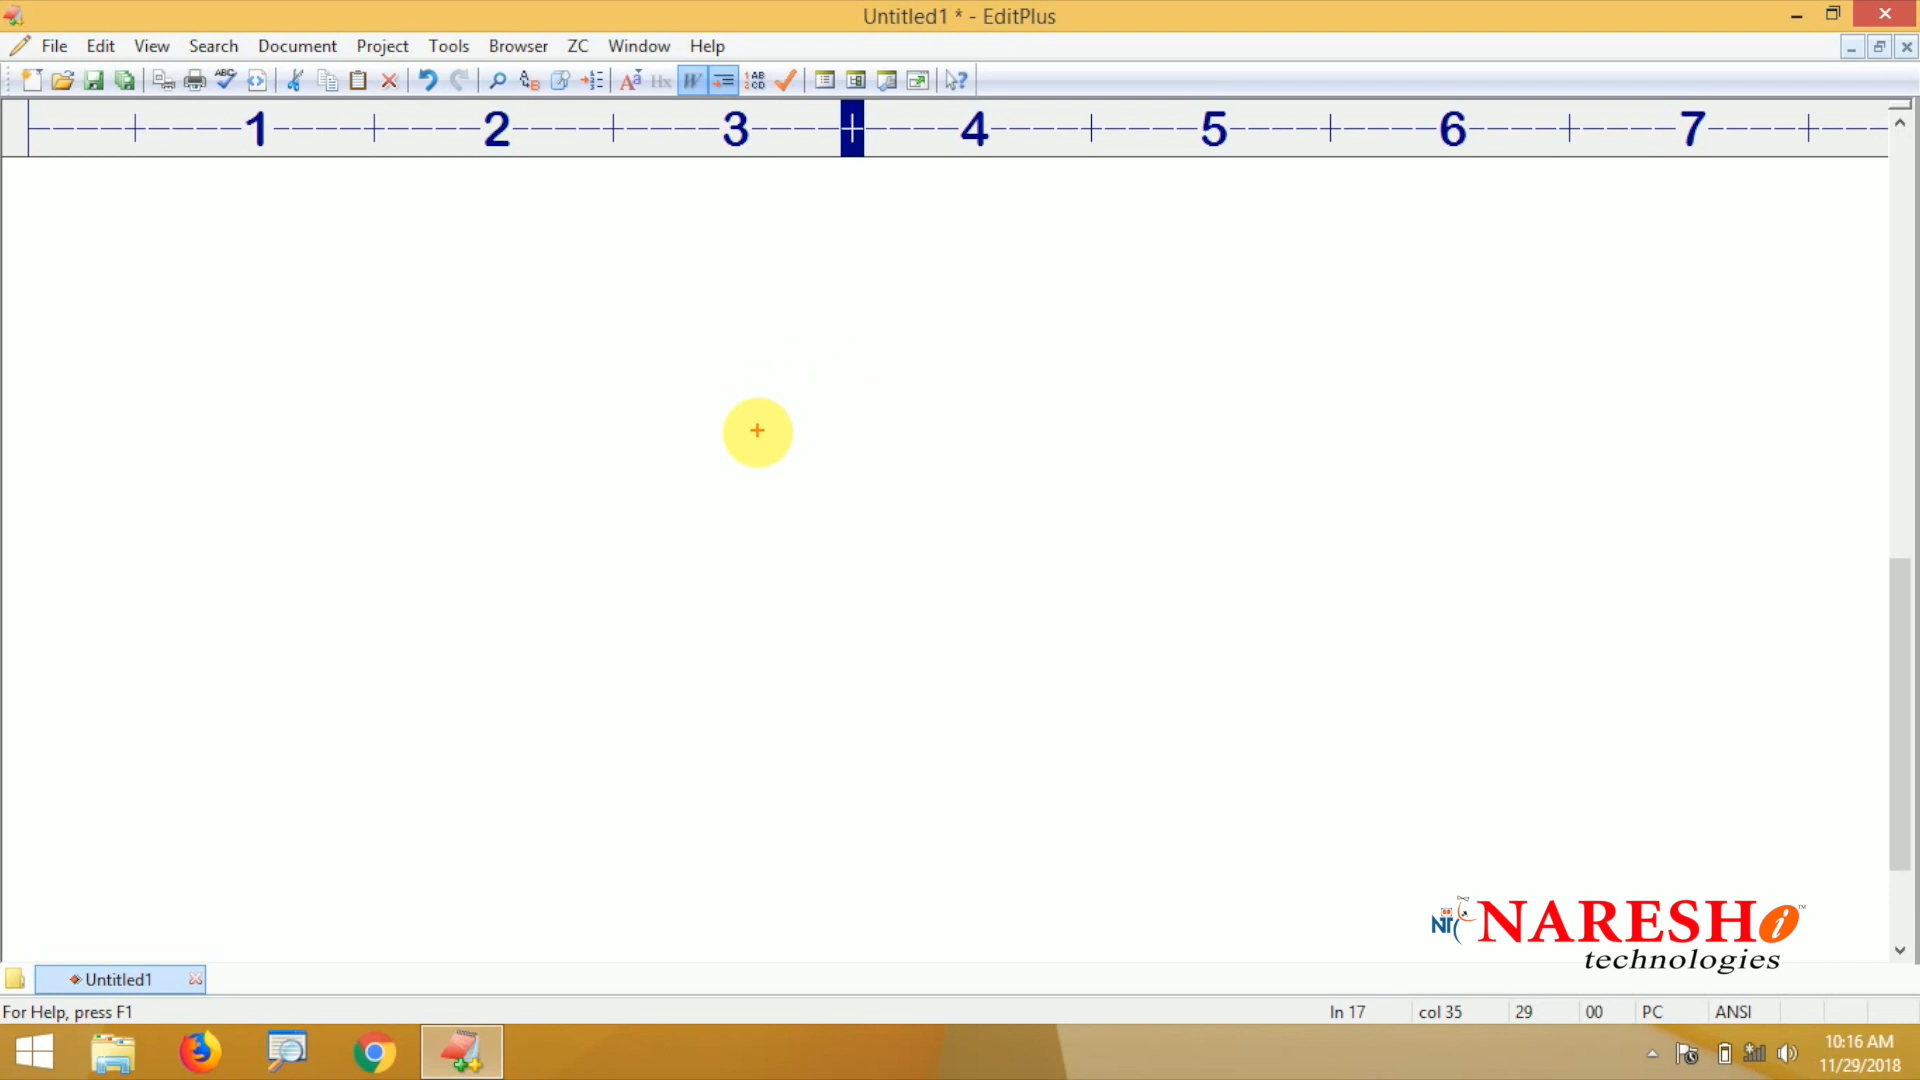 Untitled1 * - EditPlus
File Edit View Search Document Project Tools Browser ZC Window Help
1 2 3 4 5 6 7
NARESH i ™
technologies
Untitled1
For Help, press F1
ln 17 col 35 29 00 PC ANSI
10:16 AM
11/29/2018